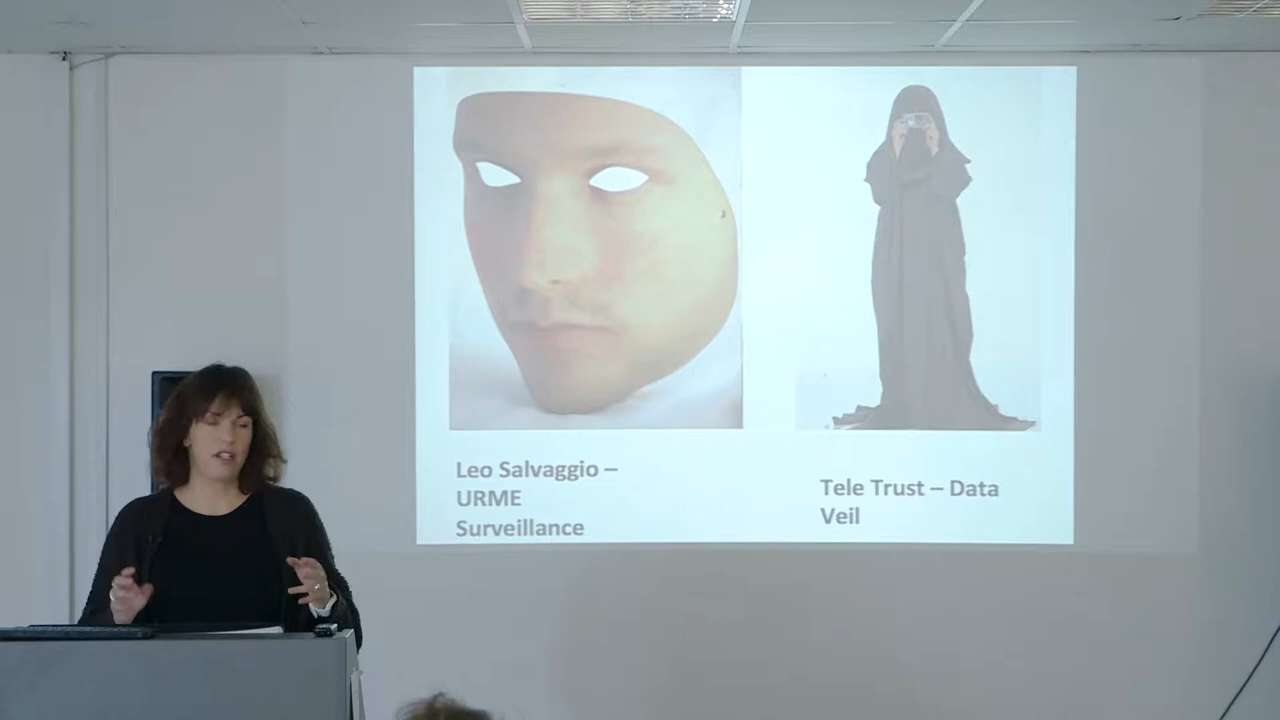 Leo Salvaggio –
URME
Surveillance
Tele Trust – Data
Veil